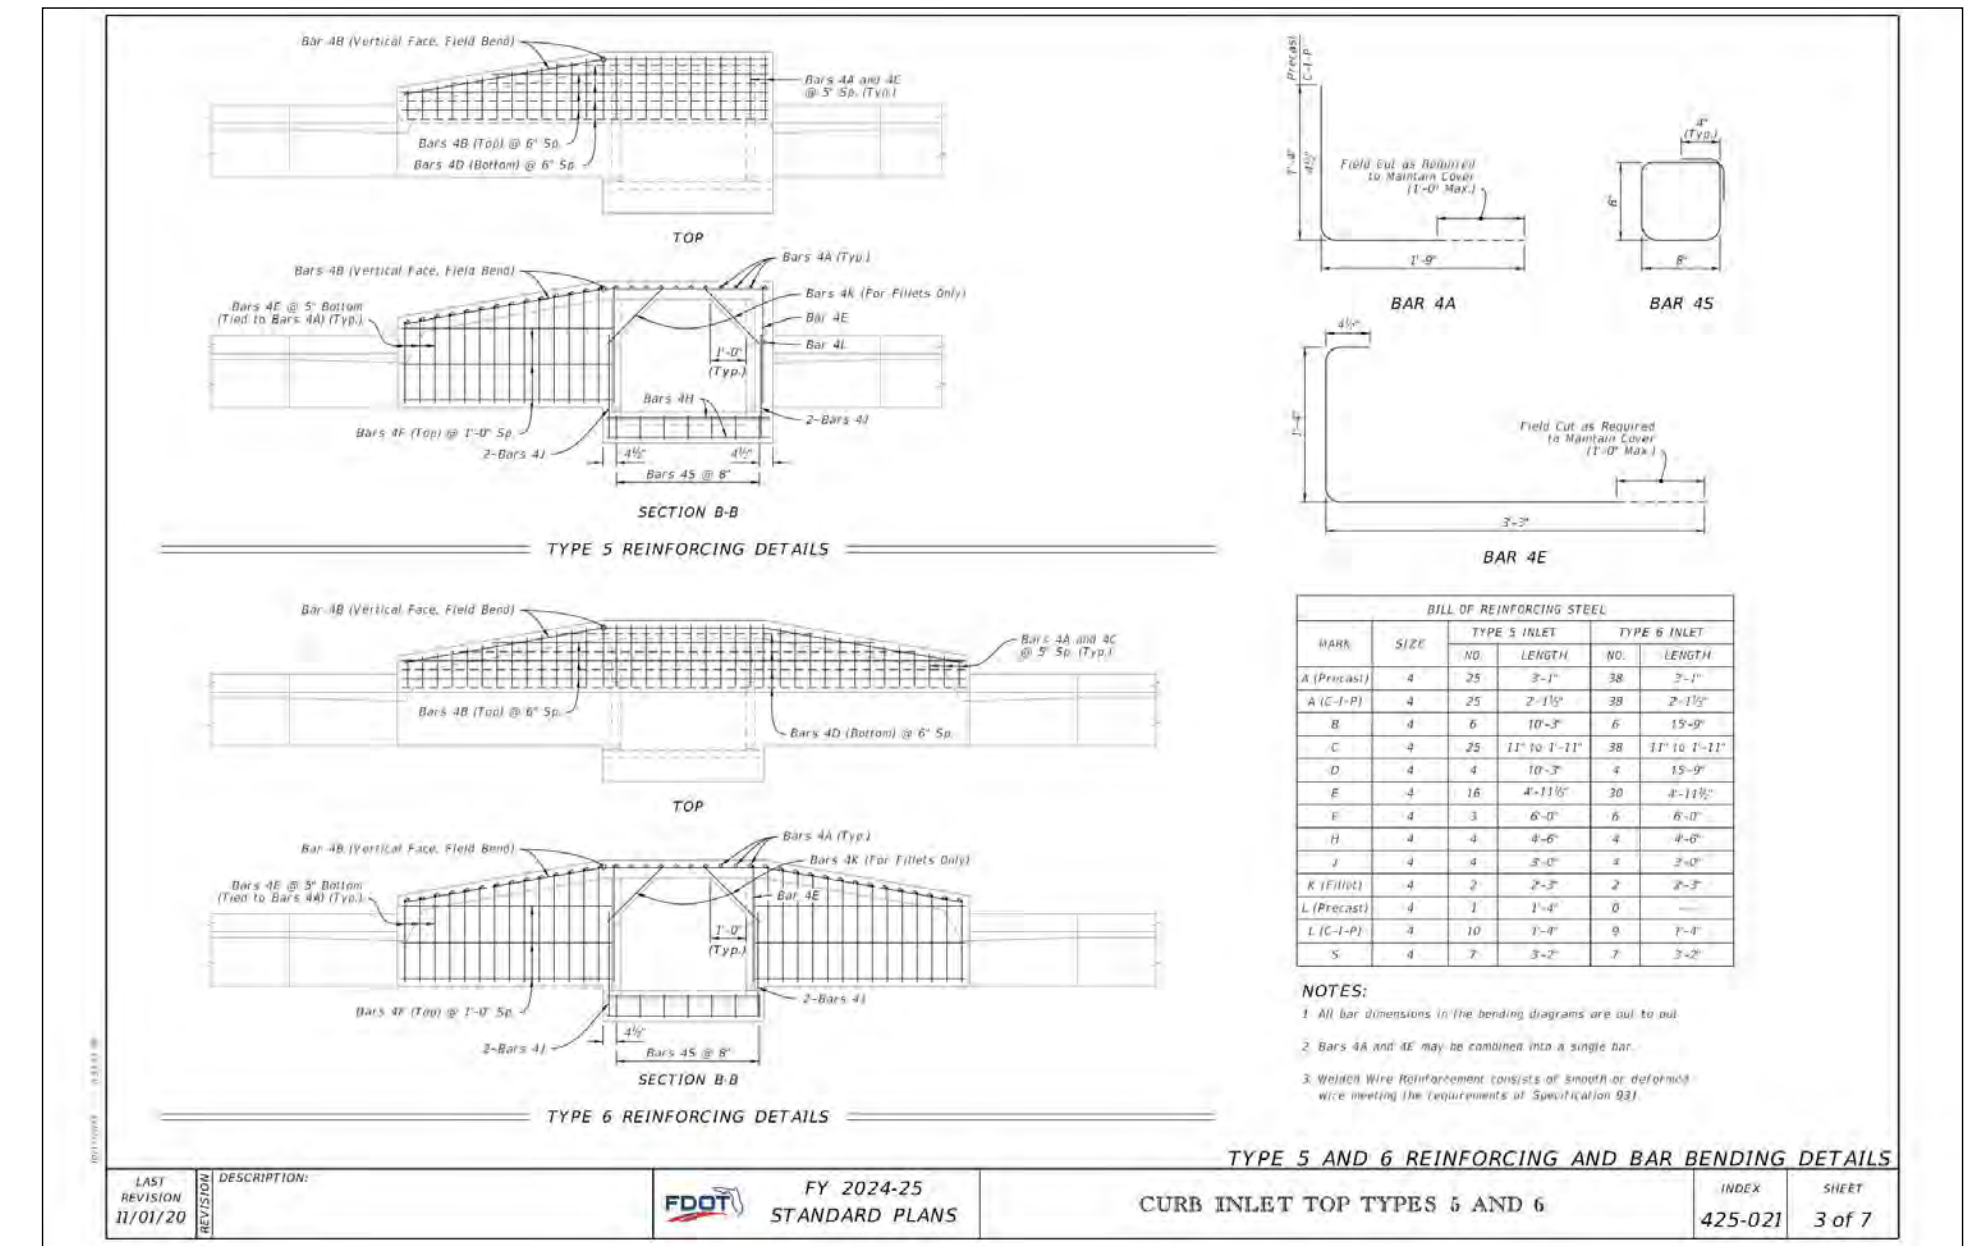 Bar 4B (Vertical Face, Field Bend)
Bars 4A and 4C
@ 5" Sp. (Typ.)
Bars 4B (Top) @ 6" Sp.
Bars 4D (Bottom) @ 6" Sp.
TOP
Bars 4B (Vertical Face, Field Bend)
Bars 4A (Typ.)
Bars 4E @ 5" Bottom
(Tied to Bars 4A) (Typ.)
Bars 4K (For Fillets Only)
Bar 4E
Bar 4L
1'-0"
(Typ.)
Bars 4H
Bars 4F (Top) @ 1'-0" Sp.
2-Bars 4J
2-Bars 4J
4½"
4½"
Bars 4S @ 8"
SECTION B-B
TYPE 5 REINFORCING DETAILS
Bar 4B (Vertical Face, Field Bend)
Bars 4A and 4C
@ 5" Sp. (Typ.)
Bars 4B (Top) @ 6" Sp.
Bars 4D (Bottom) @ 6" Sp.
TOP
Bar 4B (Vertical Face, Field Bend)
Bars 4A (Typ.)
Bars 4K (For Fillets Only)
Bars 4E @ 5" Bottom
(Tied to Bars 4A) (Typ.)
Bar 4E
1'-0"
(Typ.)
Bars 4F (Top) @ 1'-0" Sp.
2-Bars 4J
2-Bars 4J
4½"
Bars 4S @ 8"
SECTION B-B
TYPE 6 REINFORCING DETAILS
Precast
C-I-P
1'-4"
4½"
Field Cut as Required
to Maintain Cover
(1'-0" Max.)
1'-9"
BAR 4A
4"
(Typ.)
8"
8"
BAR 4S
4½"
1'-4"
Field Cut as Required
to Maintain Cover
(1'-0" Max.)
3'-3"
BAR 4E
BILL OF REINFORCING STEEL
MARK SIZE TYPE 5 INLET TYPE 6 INLET
NO. LENGTH NO. LENGTH
A (Precast) 4 25 3'-1" 38 3'-1"
A (C-I-P) 4 25 2'-1½" 38 2'-1½"
B 4 6 10'-3" 6 15'-9"
C 4 25 11" to 1'-11" 38 11" to 1'-11"
D 4 4 10'-3" 4 15'-9"
E 4 16 4'-11½" 30 4'-11½"
F 4 3 6'-0" 6 6'-0"
H 4 4 4'-6" 4 4'-6"
J 4 4 3'-0" 4 3'-0"
K (Fillet) 4 2 2'-3" 2 2'-3"
L (Precast) 4 1 1'-4" 0 ----
L (C-I-P) 4 10 1'-4" 9 1'-4"
S 4 7 3'-2" 7 3'-2"
NOTES:
1. All bar dimensions in the bending diagrams are out to out.
2. Bars 4A and 4E may be combined into a single bar.
3. Welded Wire Reinforcement consists of smooth or deformed
wire meeting the requirements of Specification 931.
TYPE 5 AND 6 REINFORCING AND BAR BENDING DETAILS
LAST
REVISION
11/01/20
REVISION
DESCRIPTION:
FDOT
FY 2024-25
STANDARD PLANS
CURB INLET TOP TYPES 5 AND 6
INDEX
425-021
SHEET
3 of 7